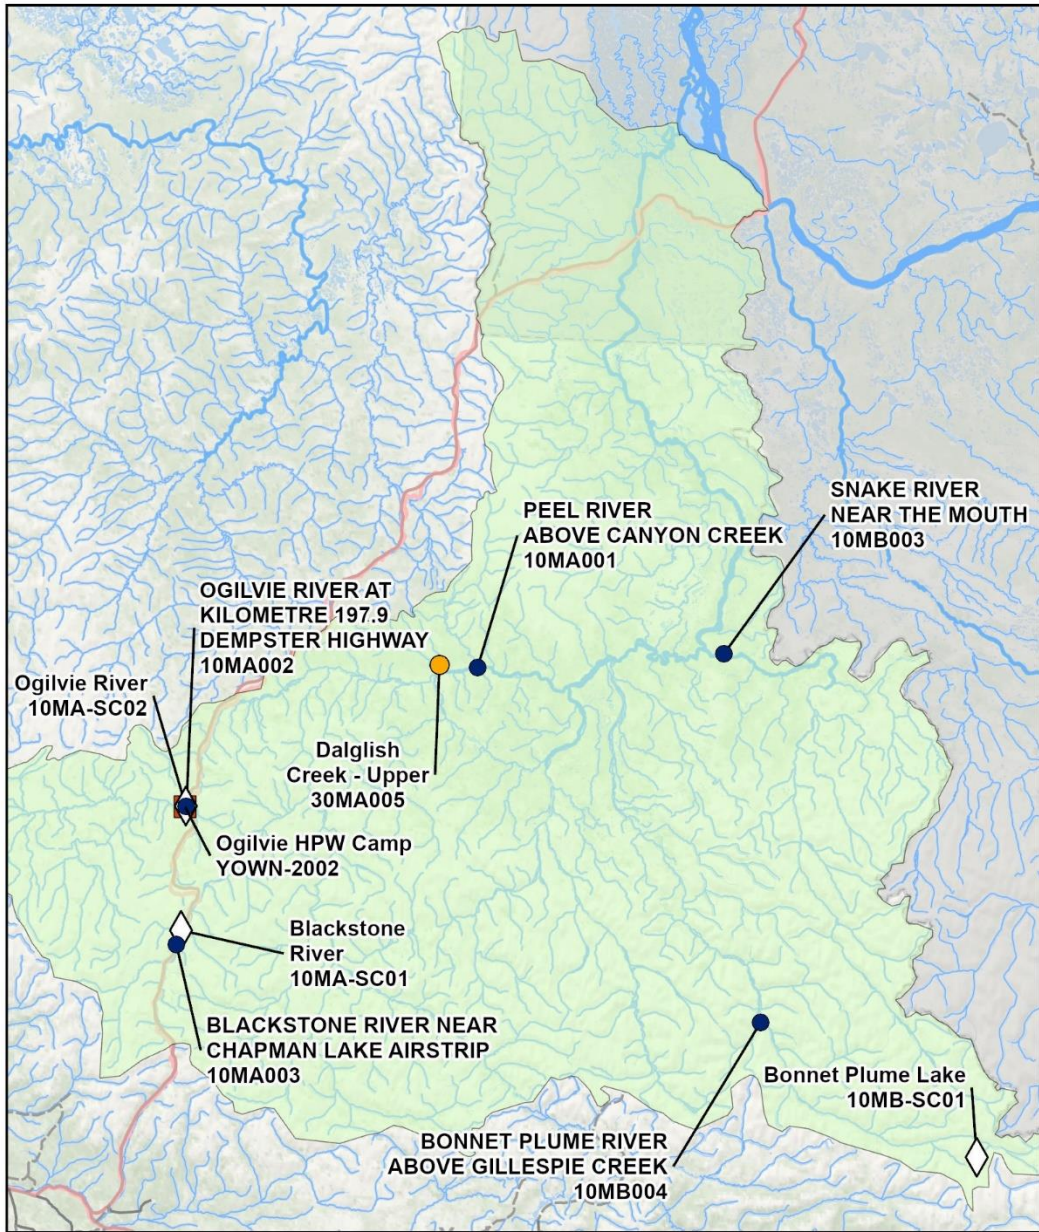 SNAKE RIVER
NEAR THE MOUTH
10MB003
PEEL RIVER
ABOVE CANYON CREEK
10MA001
OGILVIE RIVER AT
KILOMETRE 197.9
DEMPSTER HIGHWAY
10MA002
Ogilvie River
10MA-SC02
Dalglish
Creek - Upper
30MA005
Ogilvie HPW Camp
YOWN-2002
Blackstone
River
10MA-SC01
BLACKSTONE RIVER NEAR
CHAPMAN LAKE AIRSTRIP
10MA003
Bonnet Plume Lake
10MB-SC01
BONNET PLUME RIVER
ABOVE GILLESPIE CREEK
10MB004